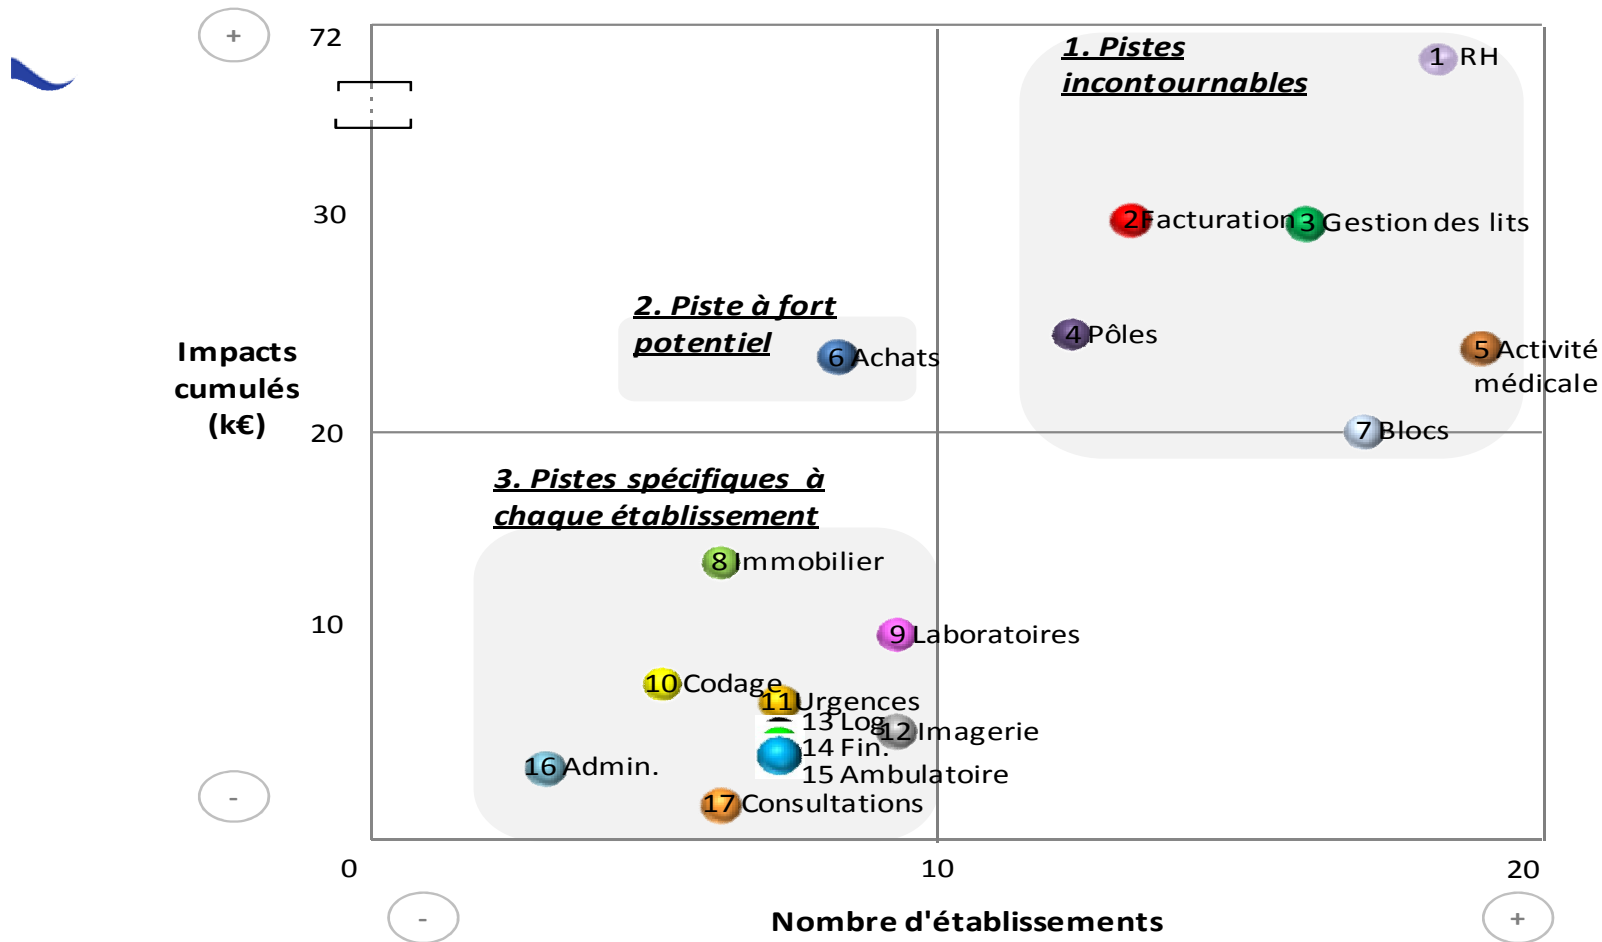 +
72
1. Pistes
incontournables
1 RH
30
2 Facturation
3 Gestion des lits
2. Piste à fort
potentiel
4 Pôles
6 Achats
5 Activité
médicale
Impacts
cumulés
(k€)
20
7 Blocs
3. Pistes spécifiques à
chaque établissement
8 Immobilier
10
9 Laboratoires
10 Codage
11 Urgences
13 Log.
12 Imagerie
14 Fin.
16 Admin.
15 Ambulatoire
17 Consultations
-
0
10
20
-
Nombre d'établissements
+